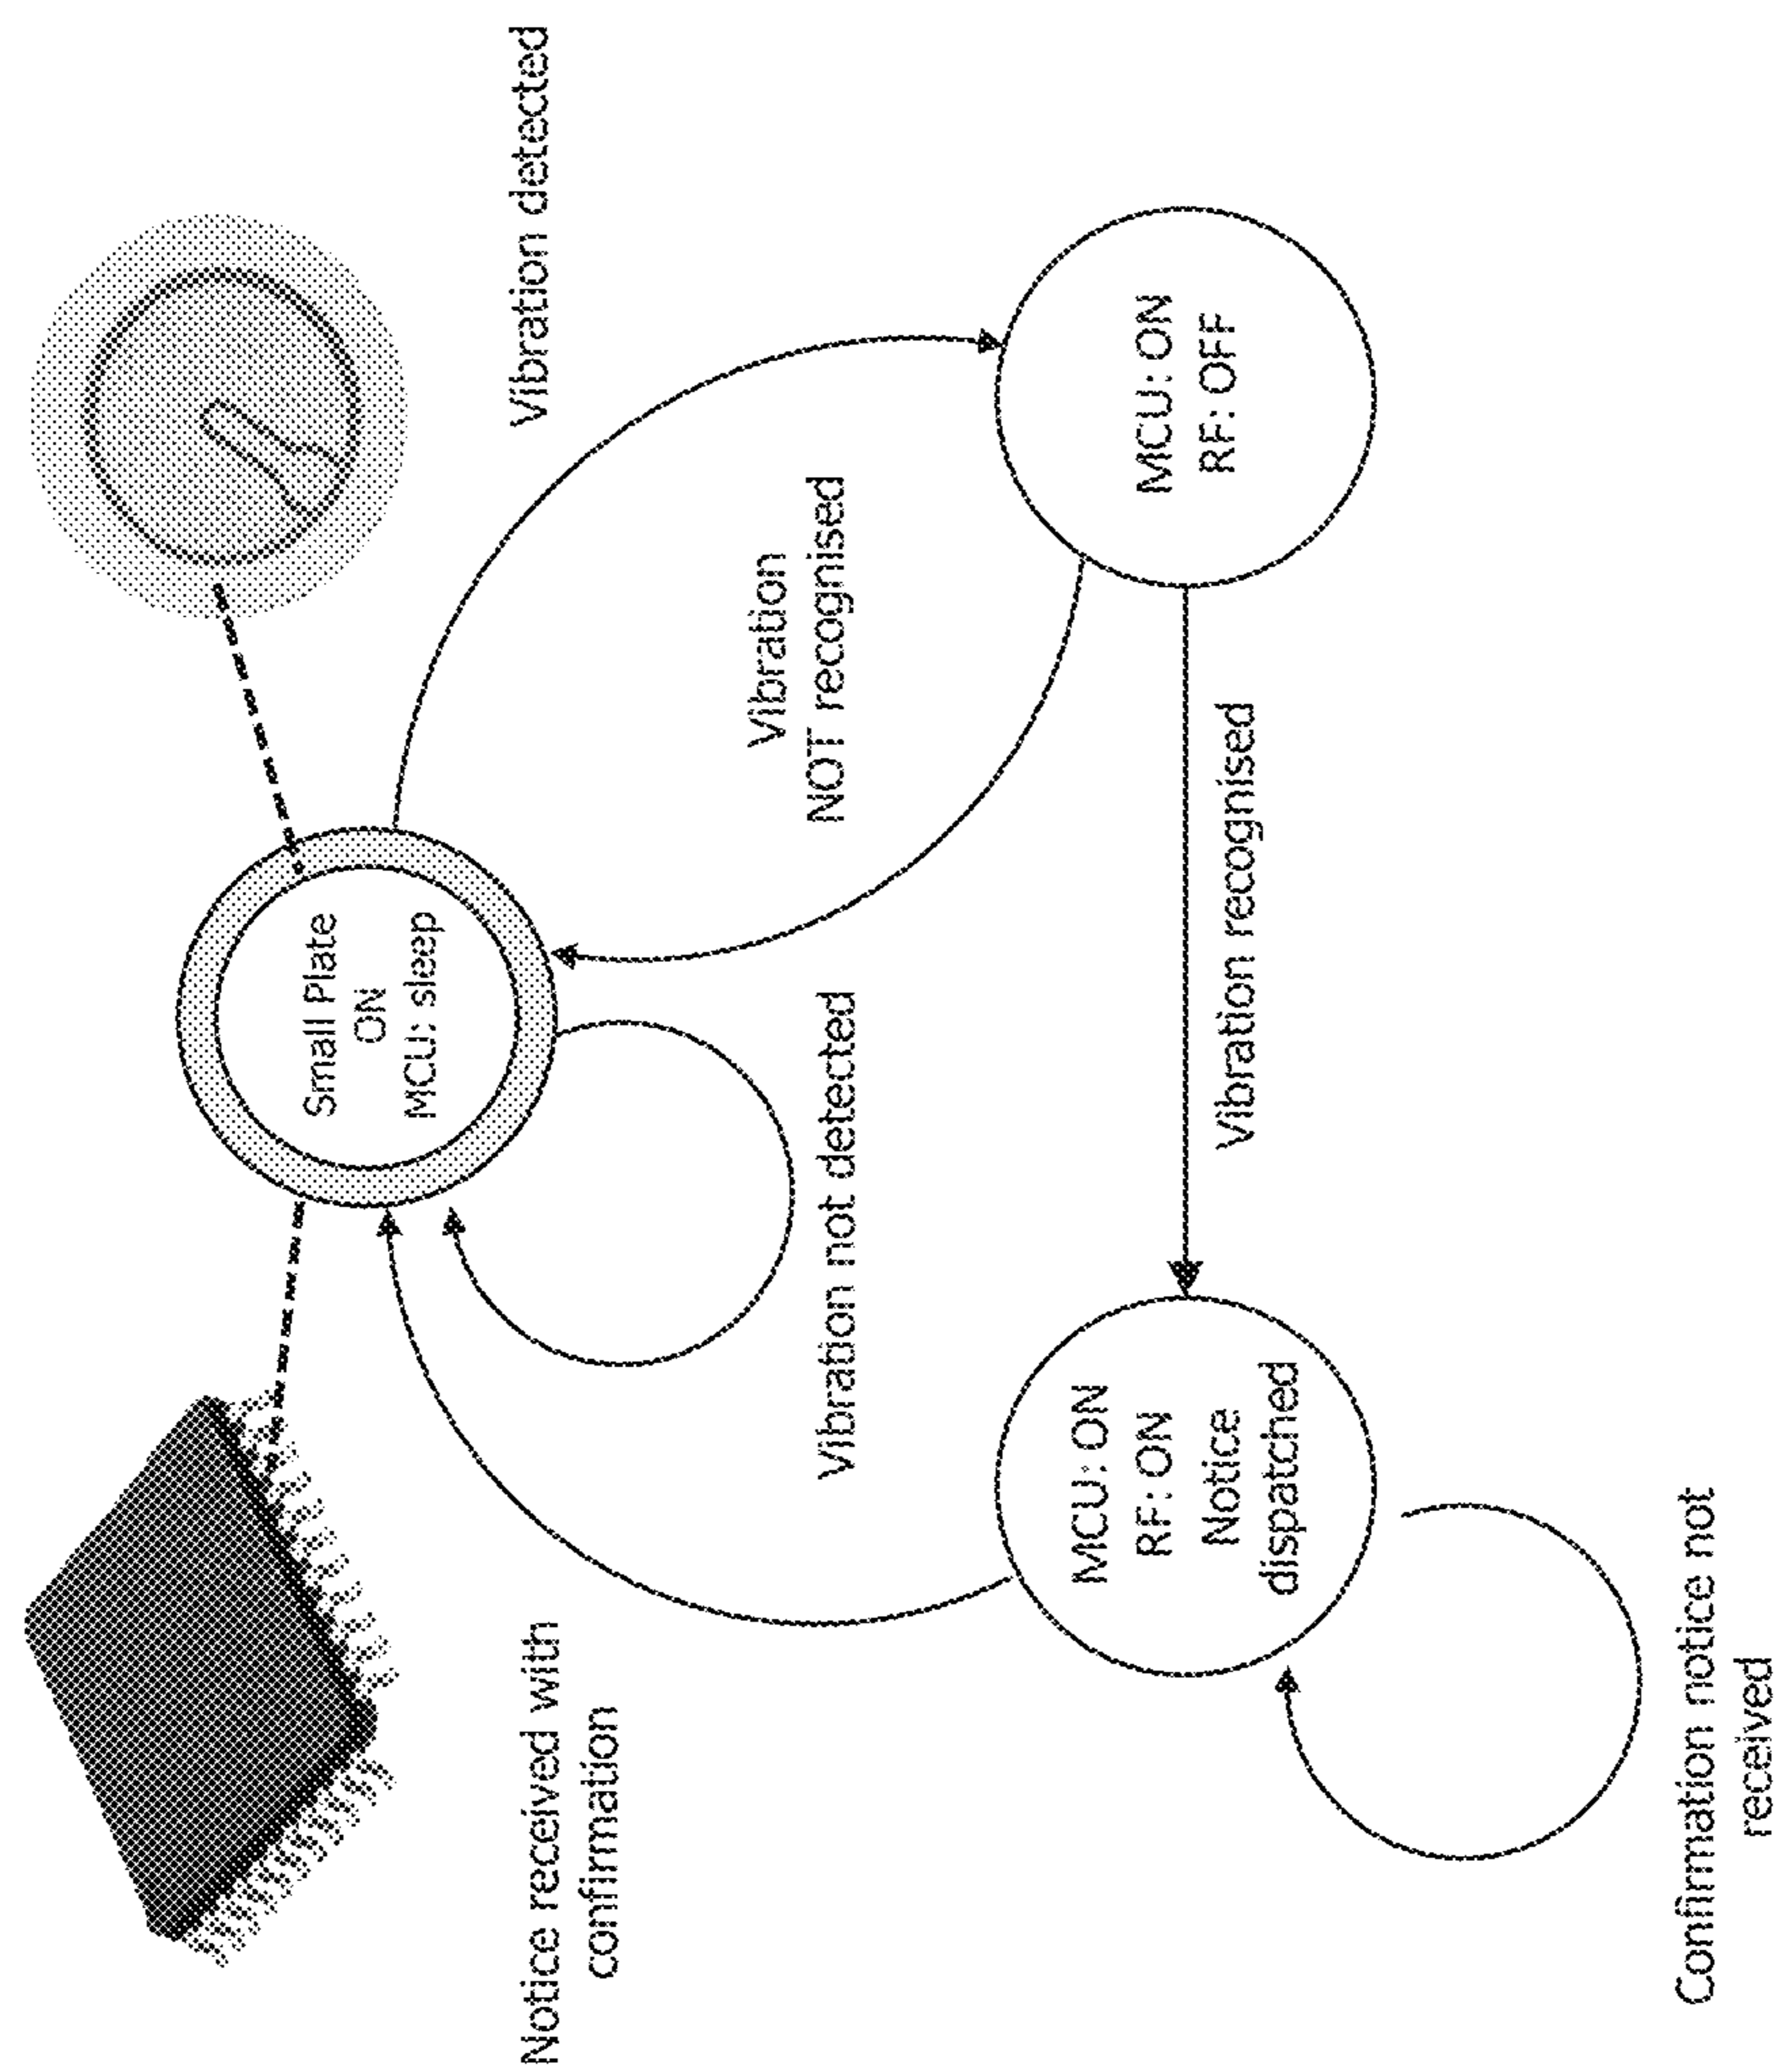 Notice received with
confirmation
Small Plate
ON
MCU: sleep
Vibration detected
Vibration not detected
Vibration
NOT recognised
MCU: ON
RF: ON
Notice
dispatched
Vibration recognised
MCU: ON
RF: OFF
Confirmation notice not
received